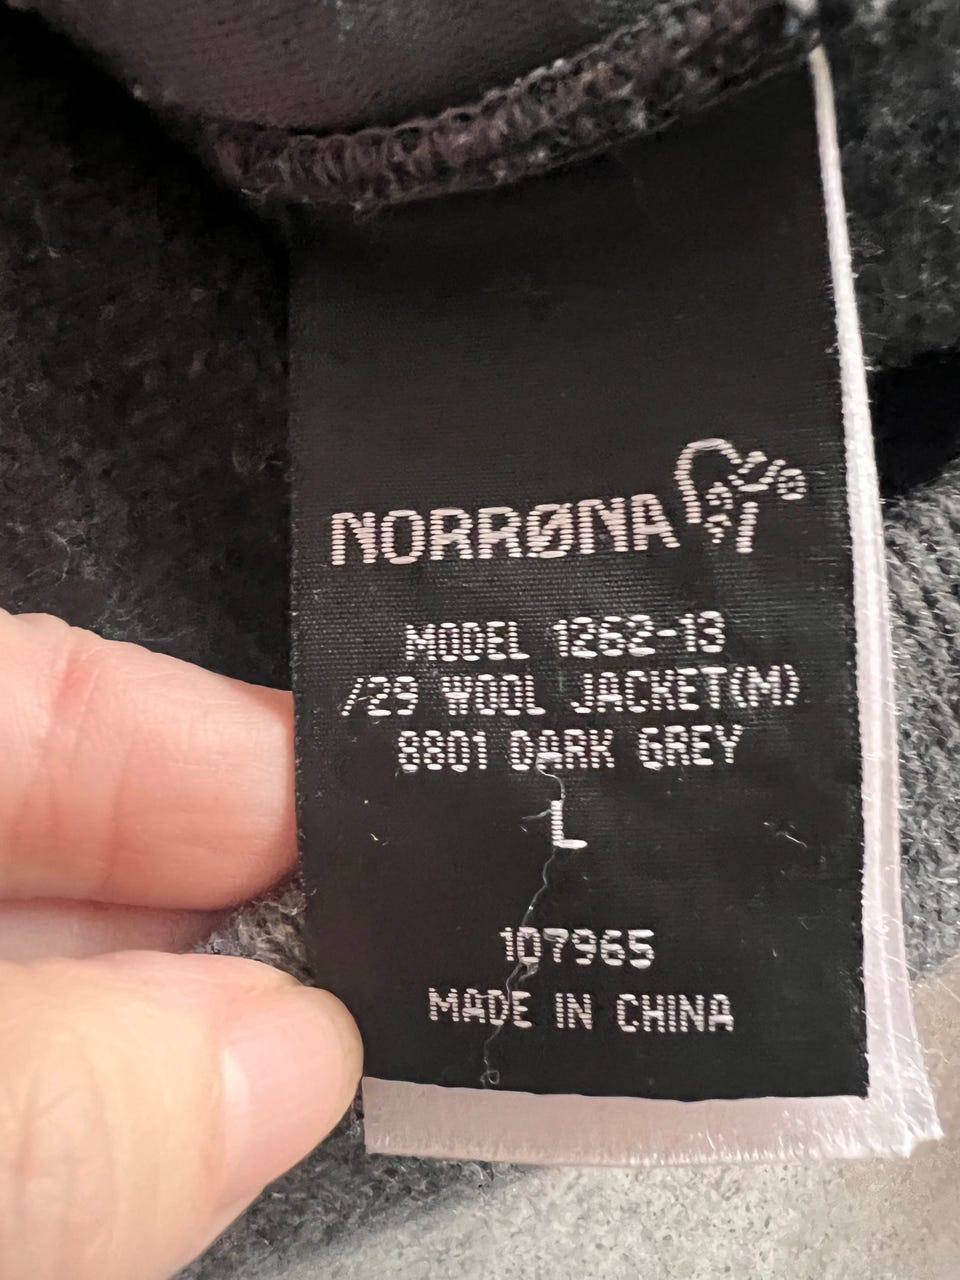 NORRØNA
MODEL 1262-13
/29 WOOL JACKET(M)
8801 DARK GREY
L
107965
MADE IN CHINA